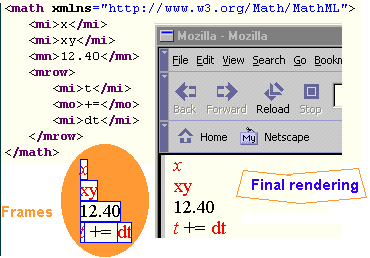 <math xmlns="http://www.w3.org/Math/MathML">
<mi>x</mi>
<mi>xy</mi>
<mn>12.40</mn>
<mrow>
<mi>t</mi>
<mo>+=</mo>
<mi>dt</mi>
</mrow>
</math>
Mozilla - Mozilla
File Edit View Search Go
Back Forward Reload Stop
Home My Netscape
x
xy
12.40
t += dt
Final rendering
Frames
x
xy
12.40
t += dt